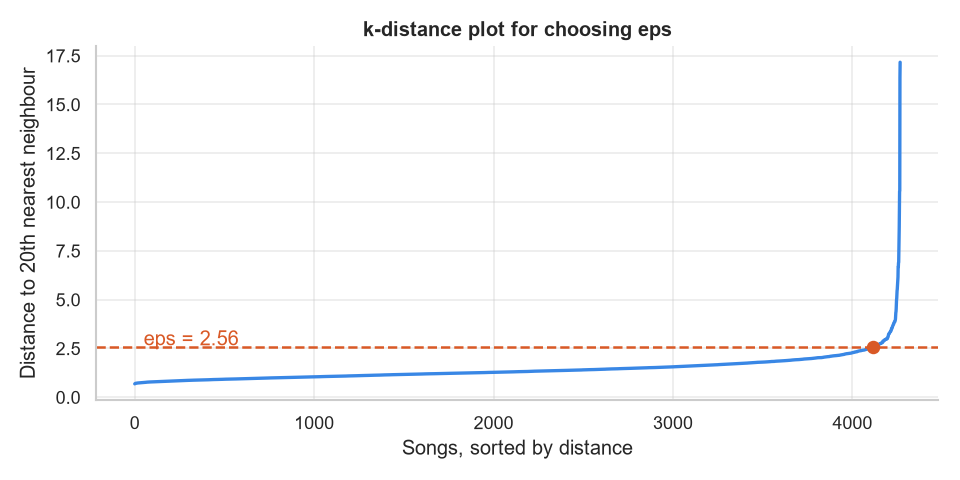 k-distance plot for choosing eps
Distance to 20th nearest neighbour
17.5
15.0
12.5
10.0
7.5
5.0
2.5
0.0
eps = 2.56
0 1000 2000 3000 4000
Songs, sorted by distance